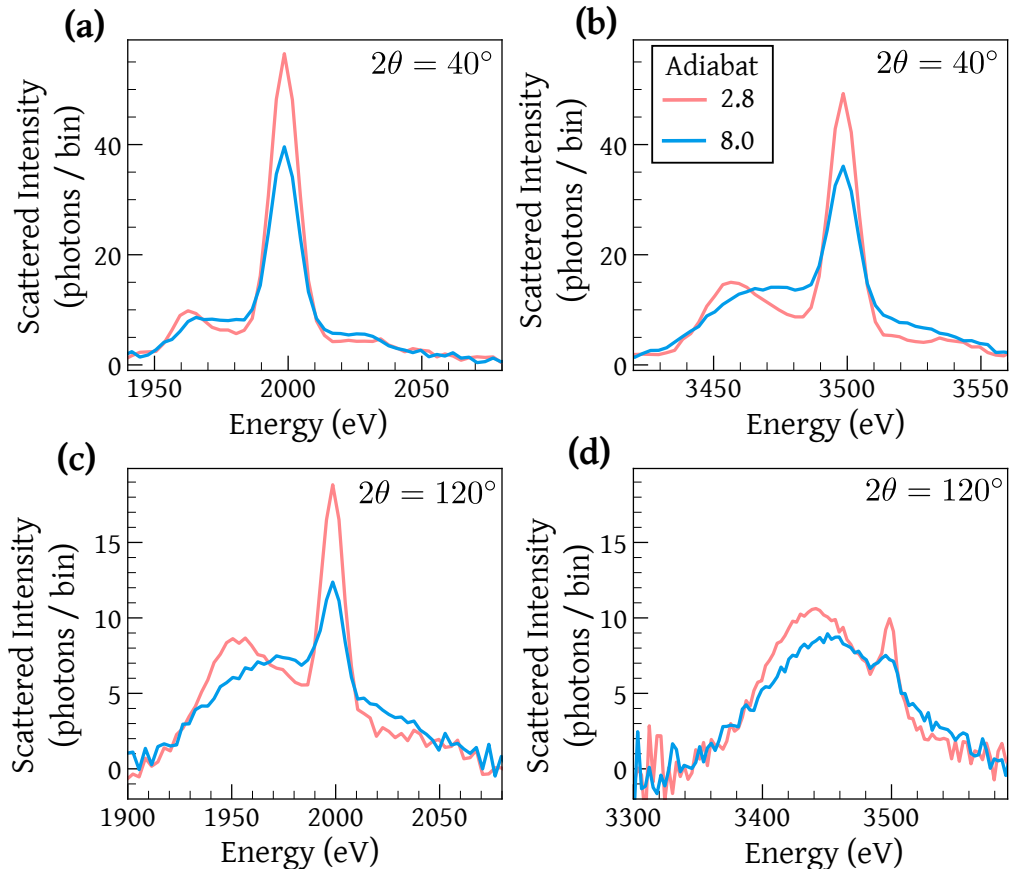 (a)
2θ = 40°
Scattered Intensity
(photons / bin)
40
20
0
1950
2000
2050
Energy (eV)
(b)
2θ = 40°
Adiabat
2.8
8.0
Scattered Intensity
(photons / bin)
40
20
0
3450
3500
3550
Energy (eV)
(c)
2θ = 120°
Scattered Intensity
(photons / bin)
15
10
5
0
1900
1950
2000
2050
Energy (eV)
(d)
2θ = 120°
Scattered Intensity
(photons / bin)
15
10
5
0
3300
3400
3500
Energy (eV)